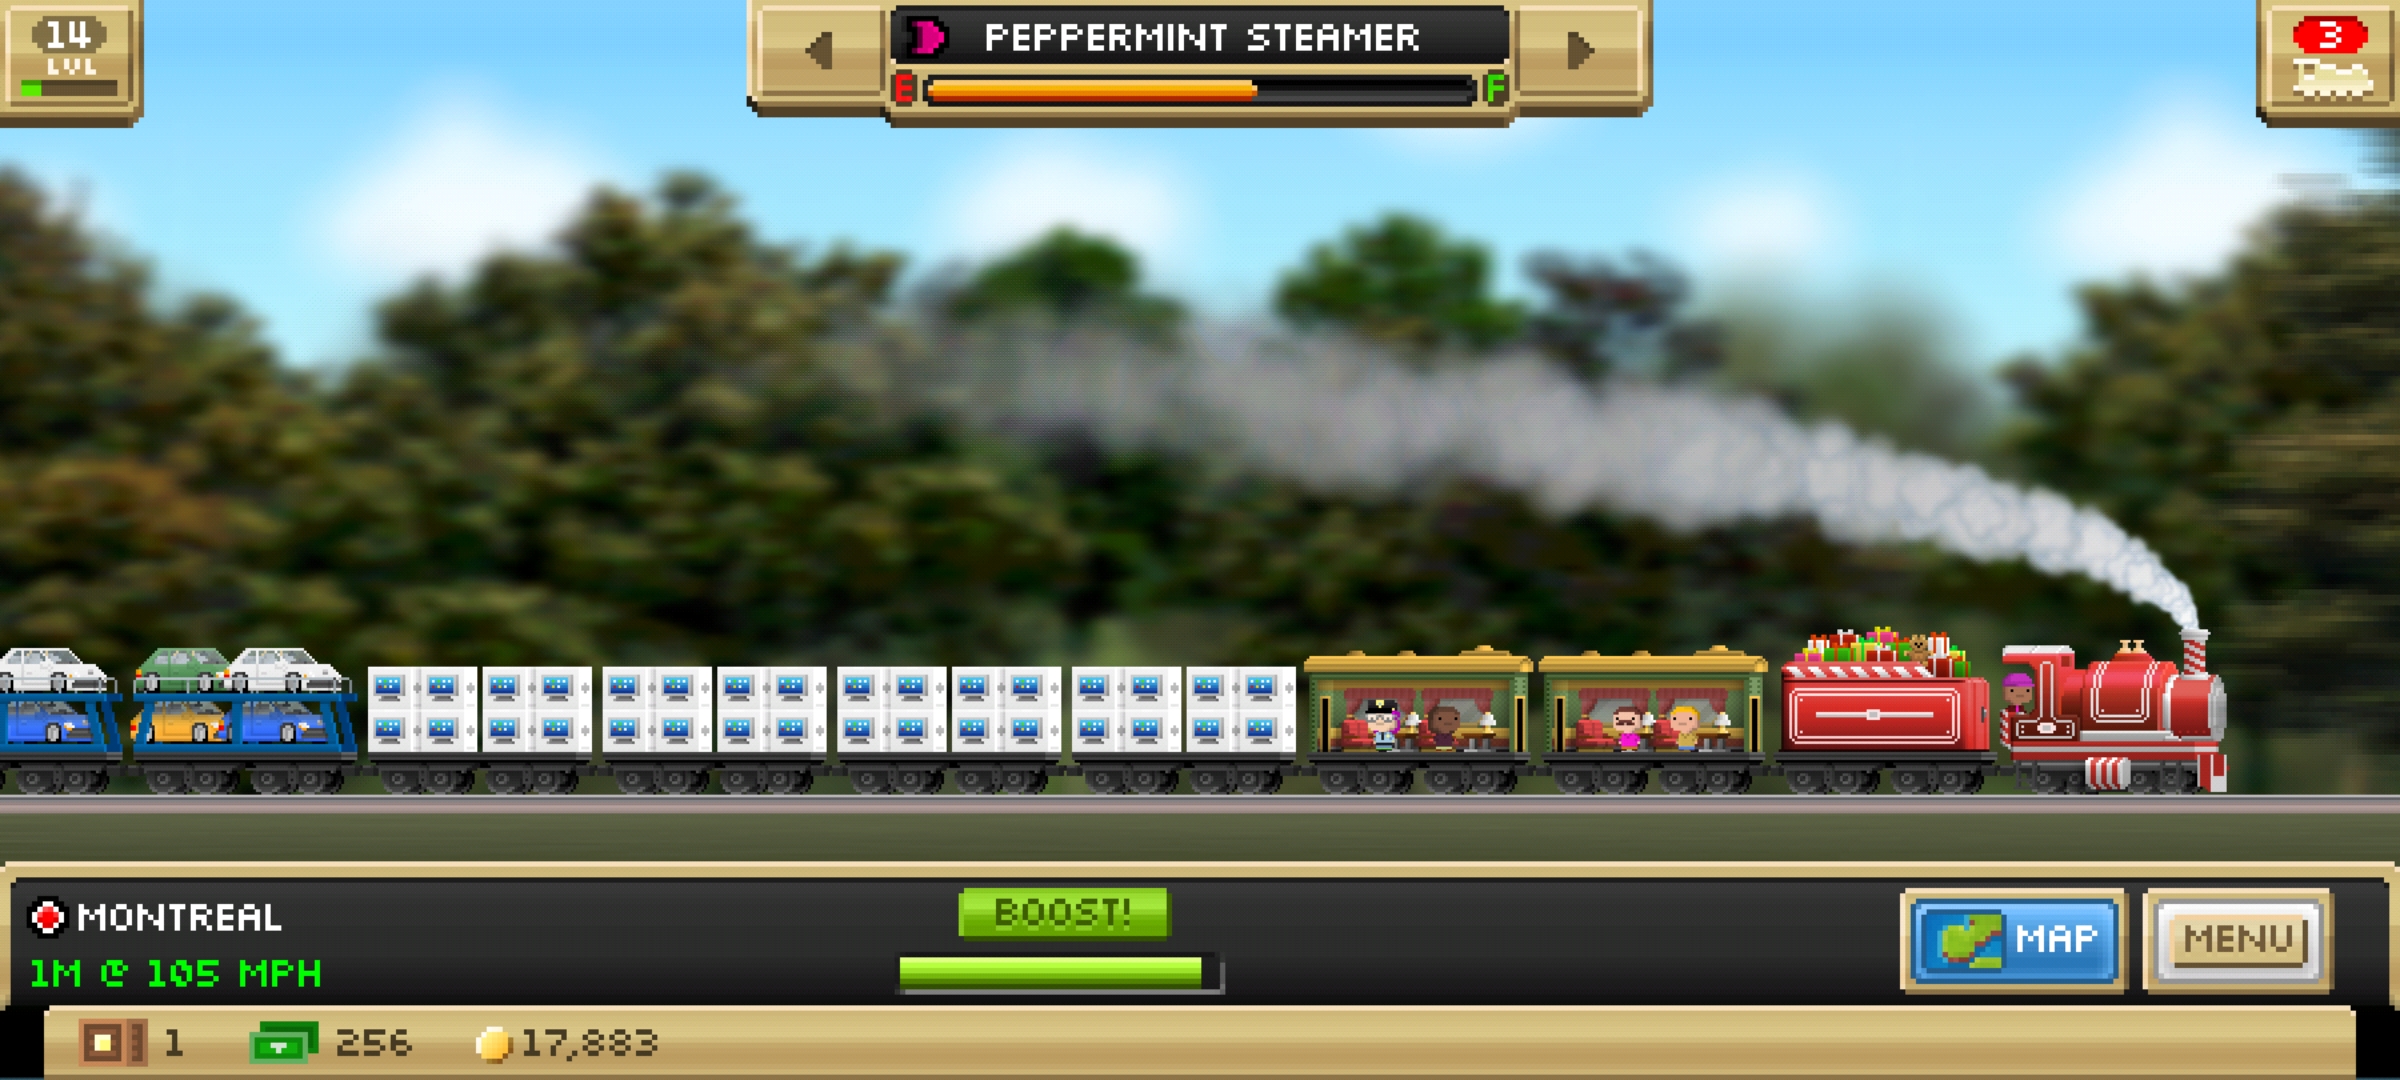 14
LVL
PEPPERMINT STEAMER
E F
3
MONTREAL
1M @ 105 MPH
BOOST!
MAP
MENU
1 256 17,883